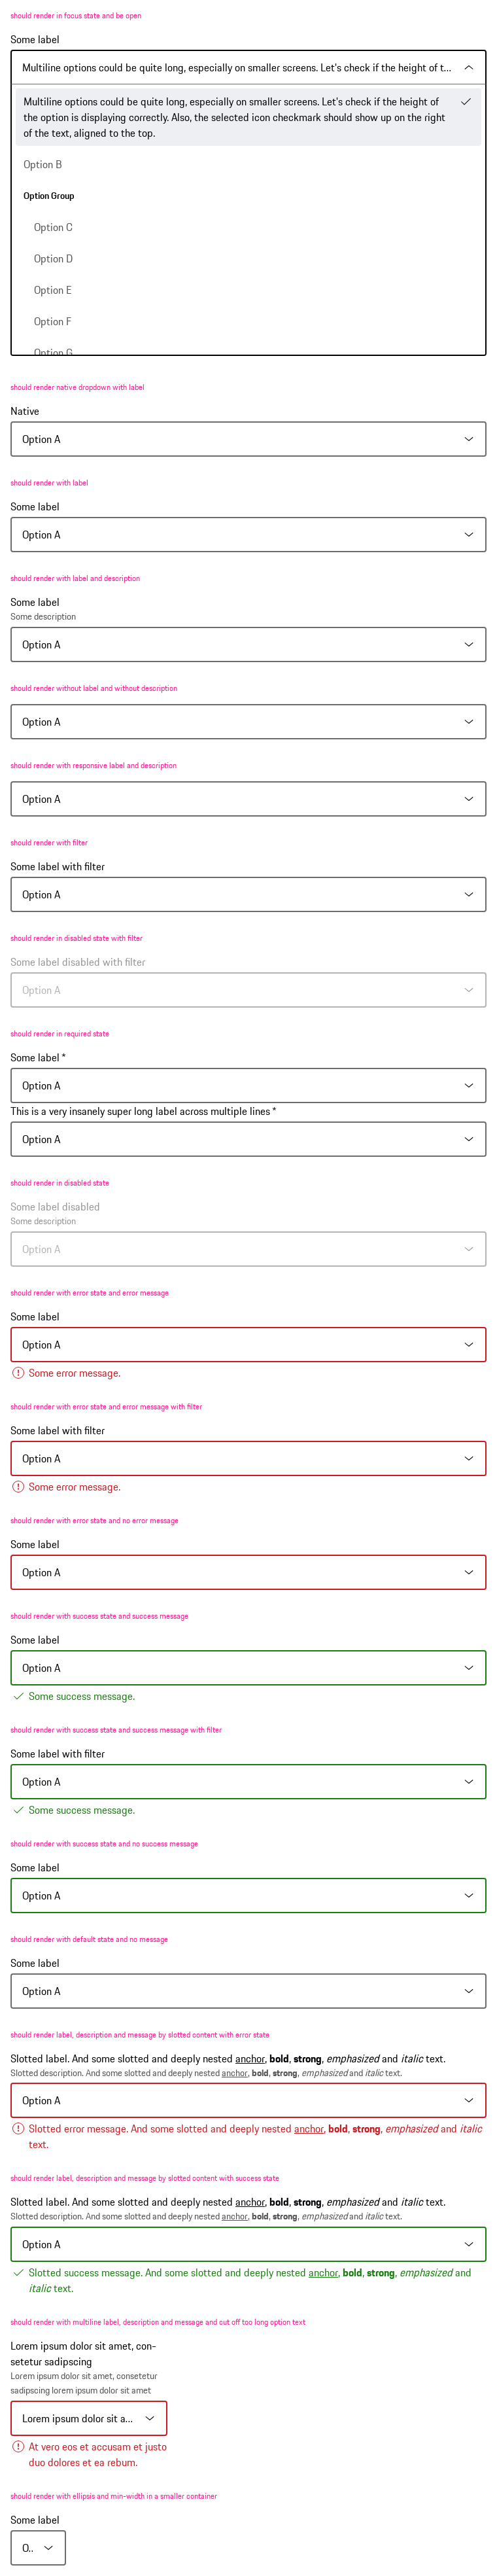 should render in focus state and be open
Some label
Multiline options could be quite long, especially on smaller screens. Let's check if the height of t...
Multiline options could be quite long, especially on smaller screens. Let's check if the height of
the option is displaying correctly. Also, the selected icon checkmark should show up on the right
of the text, aligned to the top.
Option B
Option Group
Option C
Option D
Option E
Option F
Option G
should render native dropdown with label
Native
Option A
should render with label
Some label
Option A
should render with label and description
Some label
Some description
Option A
should render without label and without description
Option A
should render with responsive label and description
Option A
should render with filter
Some label with filter
Option A
should render in disabled state with filter
Some label disabled with filter
Option A
should render in required state
Some label *
Option A
This is a very insanely super long label across multiple lines *
Option A
should render in disabled state
Some label disabled
Some description
Option A
should render with error state and error message
Some label
Option A
Some error message.
should render with error state and error message with filter
Some label with filter
Option A
Some error message.
should render with error state and no error message
Some label
Option A
should render with success state and success message
Some label
Option A
Some success message.
should render with success state and success message with filter
Some label with filter
Option A
Some success message.
should render with success state and no success message
Some label
Option A
should render with default state and no message
Some label
Option A
should render label, description and message by slotted content with error state
Slotted label. And some slotted and deeply nested anchor, bold, strong, emphasized and italic text.
Slotted description. And some slotted and deeply nested anchor, bold, strong, emphasized and italic text.
Option A
Slotted error message. And some slotted and deeply nested anchor, bold, strong, emphasized and italic
text.
should render label, description and message by slotted content with success state
Slotted label. And some slotted and deeply nested anchor, bold, strong, emphasized and italic text.
Slotted description. And some slotted and deeply nested anchor, bold, strong, emphasized and italic text.
Option A
Slotted success message. And some slotted and deeply nested anchor, bold, strong, emphasized and
italic text.
should render with multiline label, description and message and cut off too long option text
Lorem ipsum dolor sit amet, con-
setetur sadipscing
Lorem ipsum dolor sit amet, consetetur
sadipscing lorem ipsum dolor sit amet
Lorem ipsum dolor sit a...
At vero eos et accusam et justo
duo dolores et ea rebum.
should render with ellipsis and min-width in a smaller container
Some label
O..